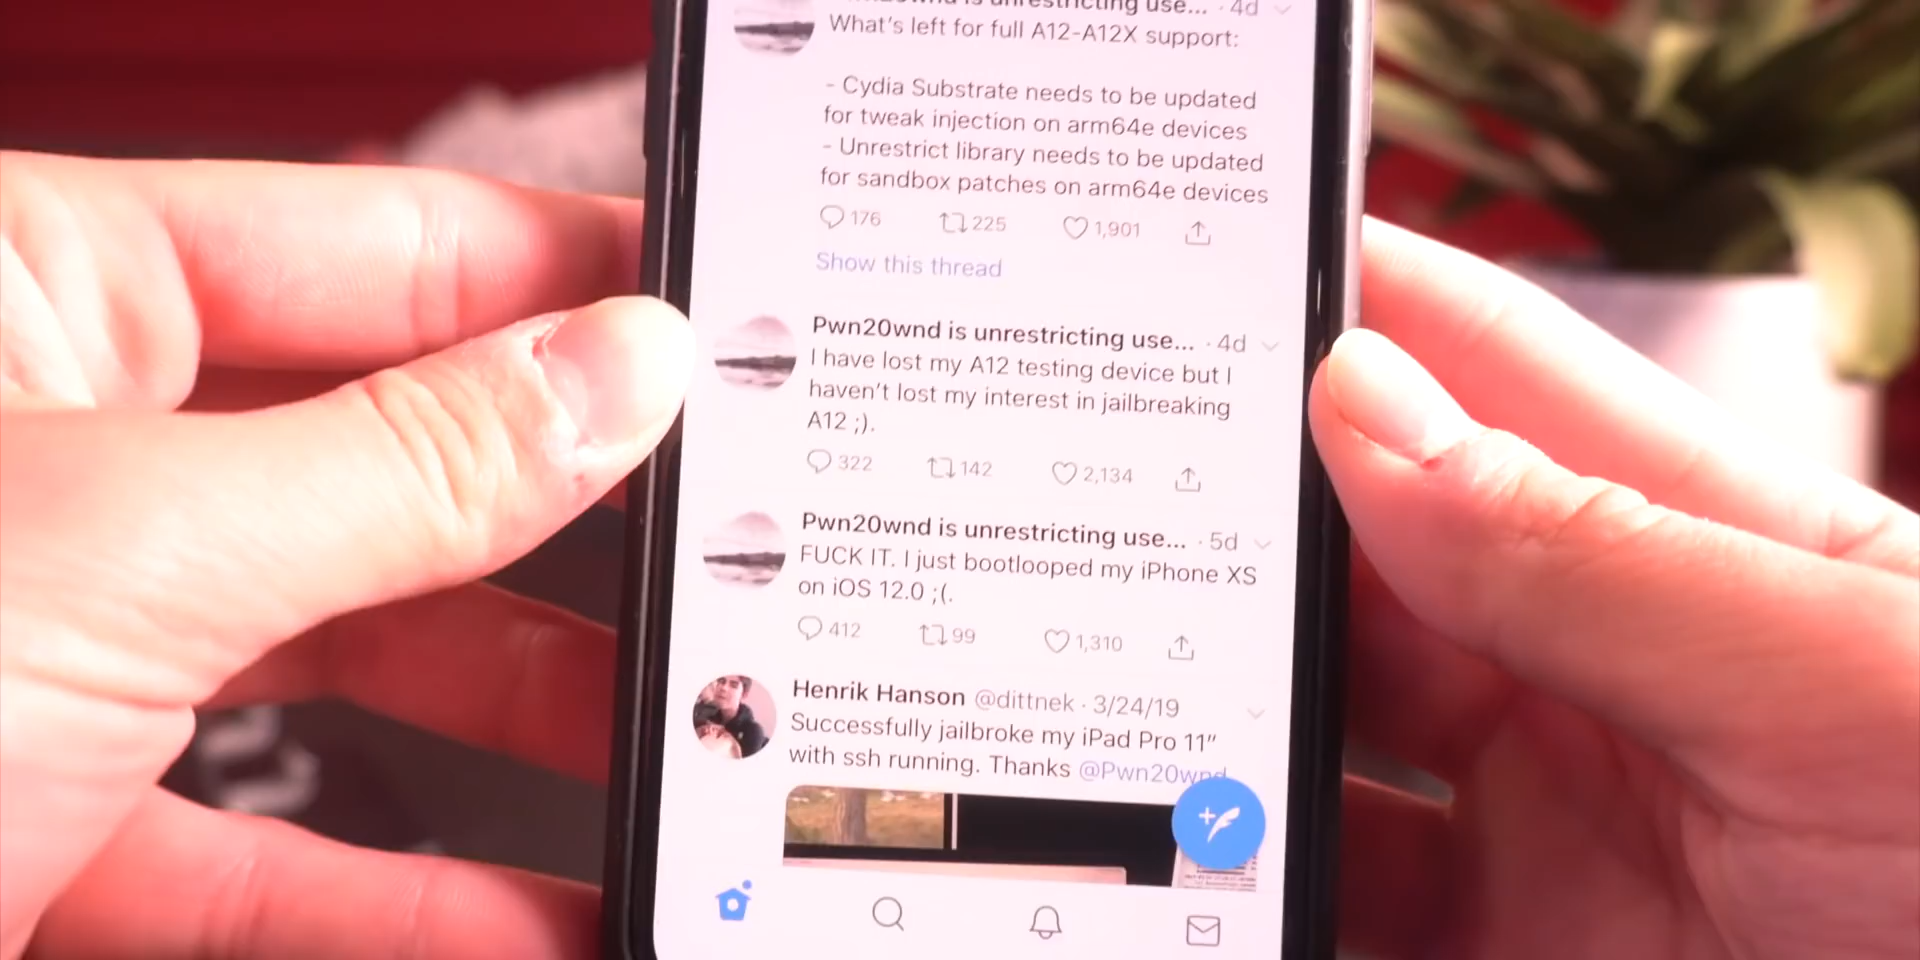 is unrestricting use... · 4d
What's left for full A12-A12X support:
- Cydia Substrate needs to be updated
for tweak injection on arm64e devices
- Unrestrict library needs to be updated
for sandbox patches on arm64e devices
176 225 1,901
Show this thread
Pwn20wnd is unrestricting use... · 4d
I have lost my A12 testing device but I
haven't lost my interest in jailbreaking
A12 ;).
322 142 2,134
Pwn20wnd is unrestricting use... · 5d
FUCK IT. I just bootlooped my iPhone XS
on iOS 12.0 ;(.
412 99 1,310
Henrik Hanson @dittnek · 3/24/19
Successfully jailbroke my iPad Pro 11"
with ssh running. Thanks @Pwn20wnd